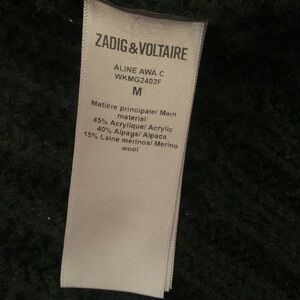 ZADIG&VOLTAIRE
ALINE AWA C
WKMG2402F
M
Matière principale/ Main
material:
45% Acrylique/ Acrylic
40% Alpaga/ Alpaca
15% Laine merinos/ Merino
wool